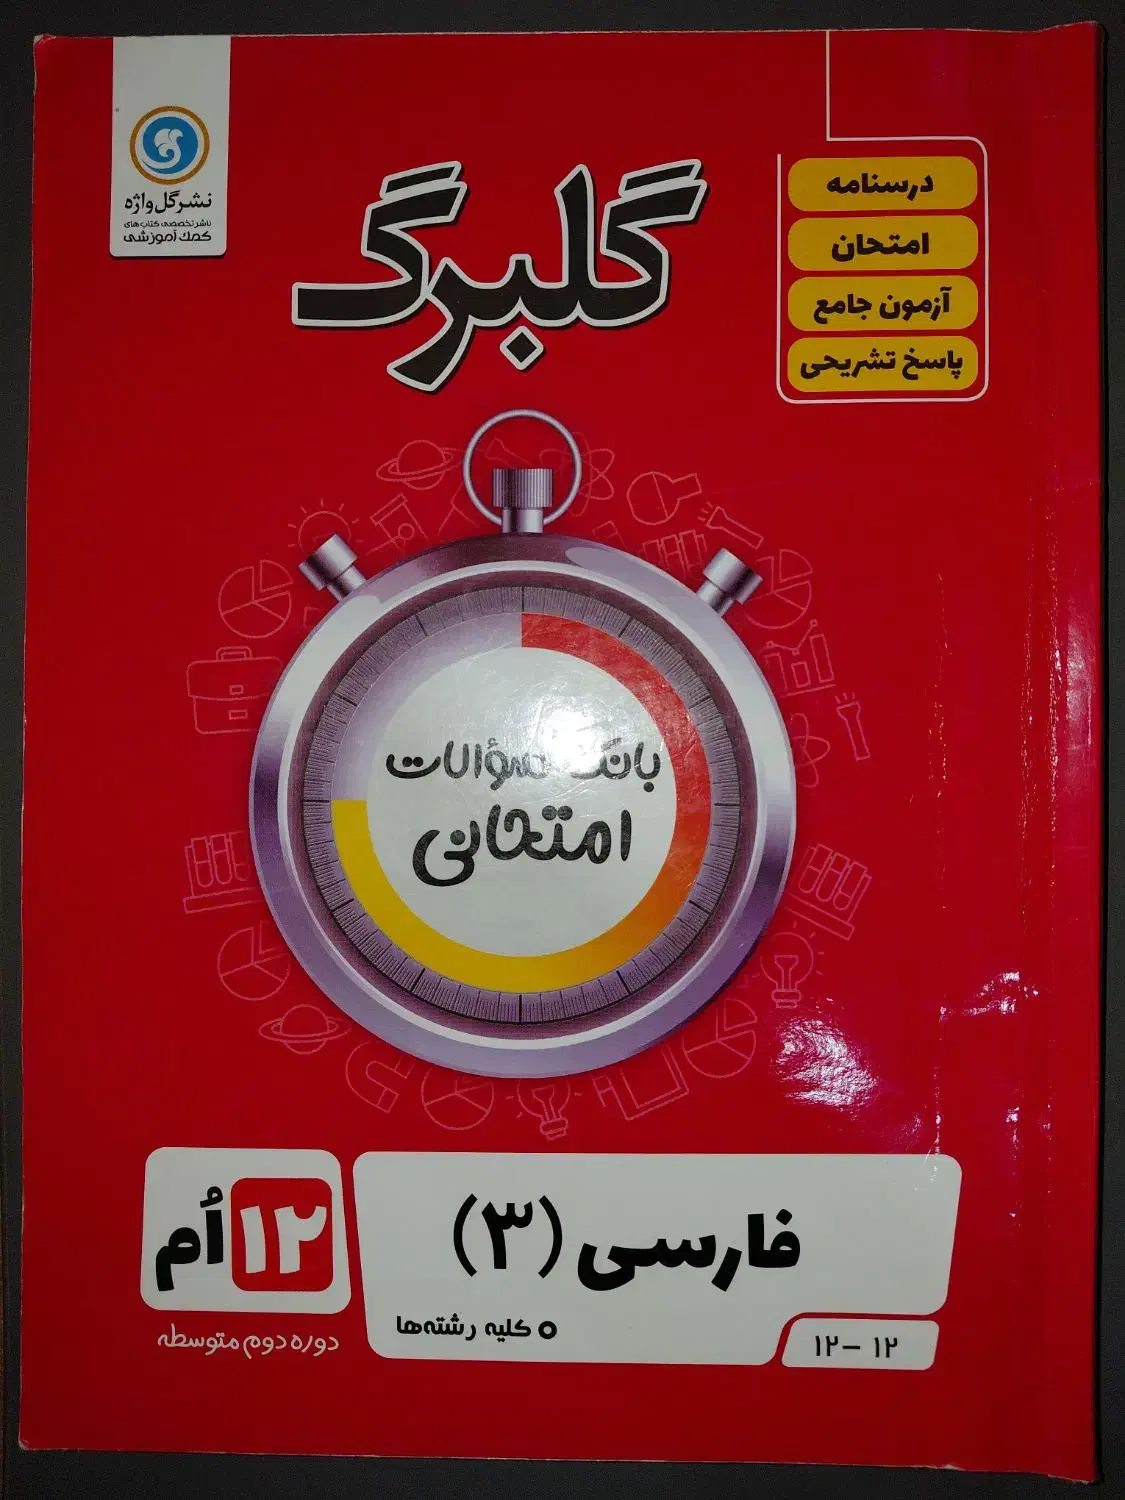 نشر گل واژه
ناشر تخصصی کتاب های
کمک آموزشی
درسنامه
امتحان
آزمون جامع
پاسخ تشریحی
گلبرگ
بانک سؤالات
امتحانی
فارسی (۳)
کلیه رشته‌ها
۱۲ اُم
دوره دوم متوسطه
۱۲ – ۱۲